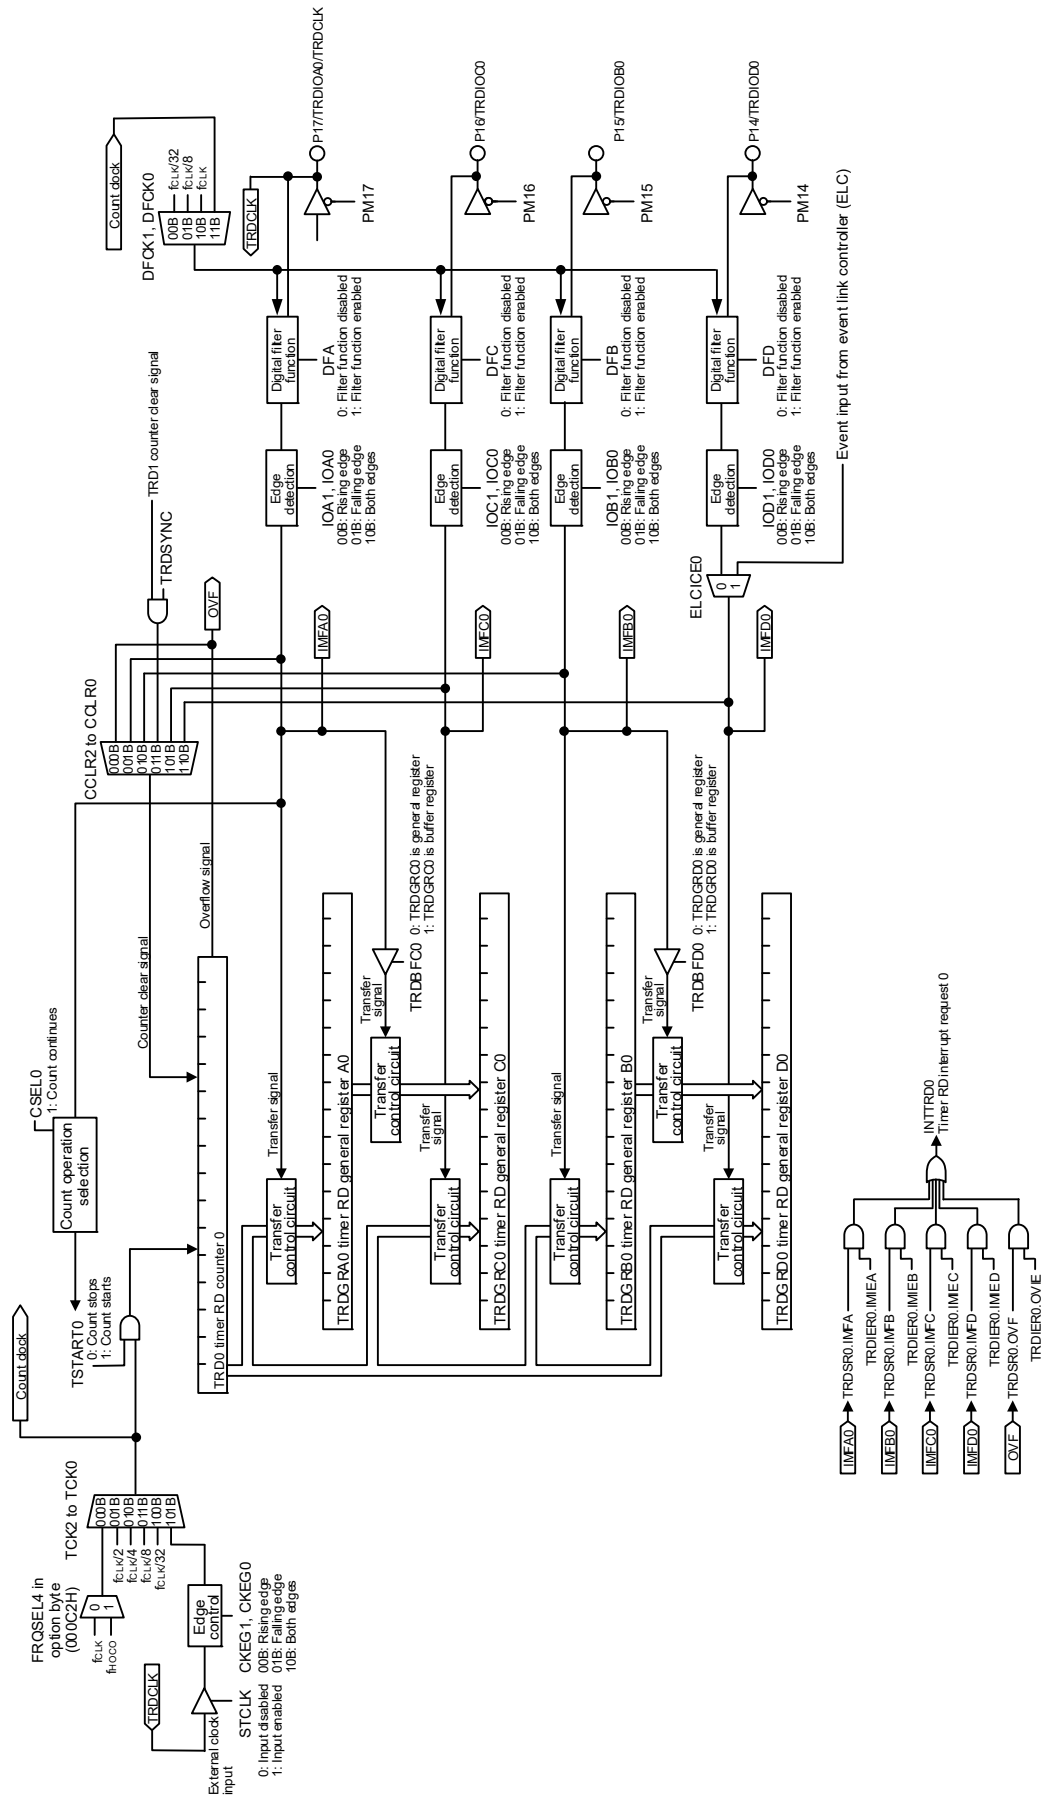 FRQSEL4 in
option byte
(000C2H)
fCLK
fHOCO
0
1
TCK2 to TCK0
000B
001B
010B
011B
100B
101B
fCLK/2
fCLK/4
fCLK/8
fCLK/32
TRDCLK
External clock
input
STCLK
0: Input disabled
1: Input enabled
Edge
control
CKEG1, CKEG0
00B: Rising edge
01B: Falling edge
10B: Both edges
Count clock
TSTART0
0: Count stops
1: Count starts
Count operation
selection
CSEL0
1: Count continues
Counter clear signal
Overflow signal
TRD0 timer RD counter 0
CCLR2 to CCLR0
000B
001B
010B
011B
101B
110B
OVF
TRDSYNC
TRD1 counter clear signal
DFCK1, DFCK0
00B
01B
10B
11B
fCLK/32
fCLK/8
fCLK
Count clock
TRDCLK
P17/TRDIOA0/TRDCLK
PM17
Digital filter
function
DFA
0: Filter function disabled
1: Filter function enabled
Edge
detection
IOA1, IOA0
00B: Rising edge
01B: Falling edge
10B: Both edges
IMFA0
Transfer signal
Transfer
control circuit
TRDGRA0 timer RD general register A0
Transfer
signal
Transfer
control circuit
TRDBFC0
0: TRDGRC0 is general register
1: TRDGRC0 is buffer register
P16/TRDIOC0
PM16
Digital filter
function
DFC
0: Filter function disabled
1: Filter function enabled
Edge
detection
IOC1, IOC0
00B: Rising edge
01B: Falling edge
10B: Both edges
IMFC0
Transfer
signal
Transfer
control circuit
TRDGRC0 timer RD general register C0
P15/TRDIOB0
PM15
Digital filter
function
DFB
0: Filter function disabled
1: Filter function enabled
Edge
detection
IOB1, IOB0
00B: Rising edge
01B: Falling edge
10B: Both edges
IMFB0
Transfer signal
Transfer
control circuit
TRDGRB0 timer RD general register B0
Transfer
signal
Transfer
control circuit
TRDBFD0
0: TRDGRD0 is general register
1: TRDGRD0 is buffer register
P14/TRDIOD0
PM14
Digital filter
function
DFD
0: Filter function disabled
1: Filter function enabled
Edge
detection
IOD1, IOD0
00B: Rising edge
01B: Falling edge
10B: Both edges
ELCICE0
0
1
Event input from event link controller (ELC)
IMFD0
Transfer
signal
Transfer
control circuit
TRDGRD0 timer RD general register D0
IMFA0
TRDSR0.IMFA
TRDIER0.IMIEA
IMFB0
TRDSR0.IMFB
TRDIER0.IMIEB
IMFC0
TRDSR0.IMFC
TRDIER0.IMIEC
IMFD0
TRDSR0.IMFD
TRDIER0.IMIED
OVF
TRDSR0.OVF
TRDIER0.OVIE
INTTRD0
Timer RD interrupt request 0